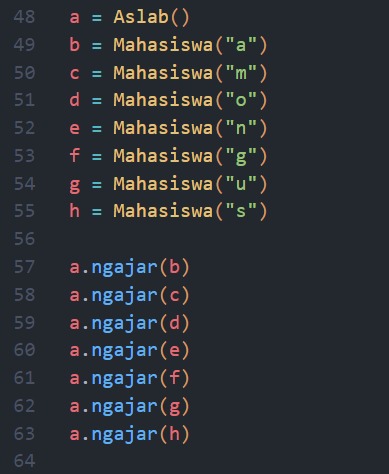 48 a = Aslab()
49 b = Mahasiswa("a")
50 c = Mahasiswa("m")
51 d = Mahasiswa("o")
52 e = Mahasiswa("n")
53 f = Mahasiswa("g")
54 g = Mahasiswa("u")
55 h = Mahasiswa("s")
56
57 a.ngajar(b)
58 a.ngajar(c)
59 a.ngajar(d)
60 a.ngajar(e)
61 a.ngajar(f)
62 a.ngajar(g)
63 a.ngajar(h)
64